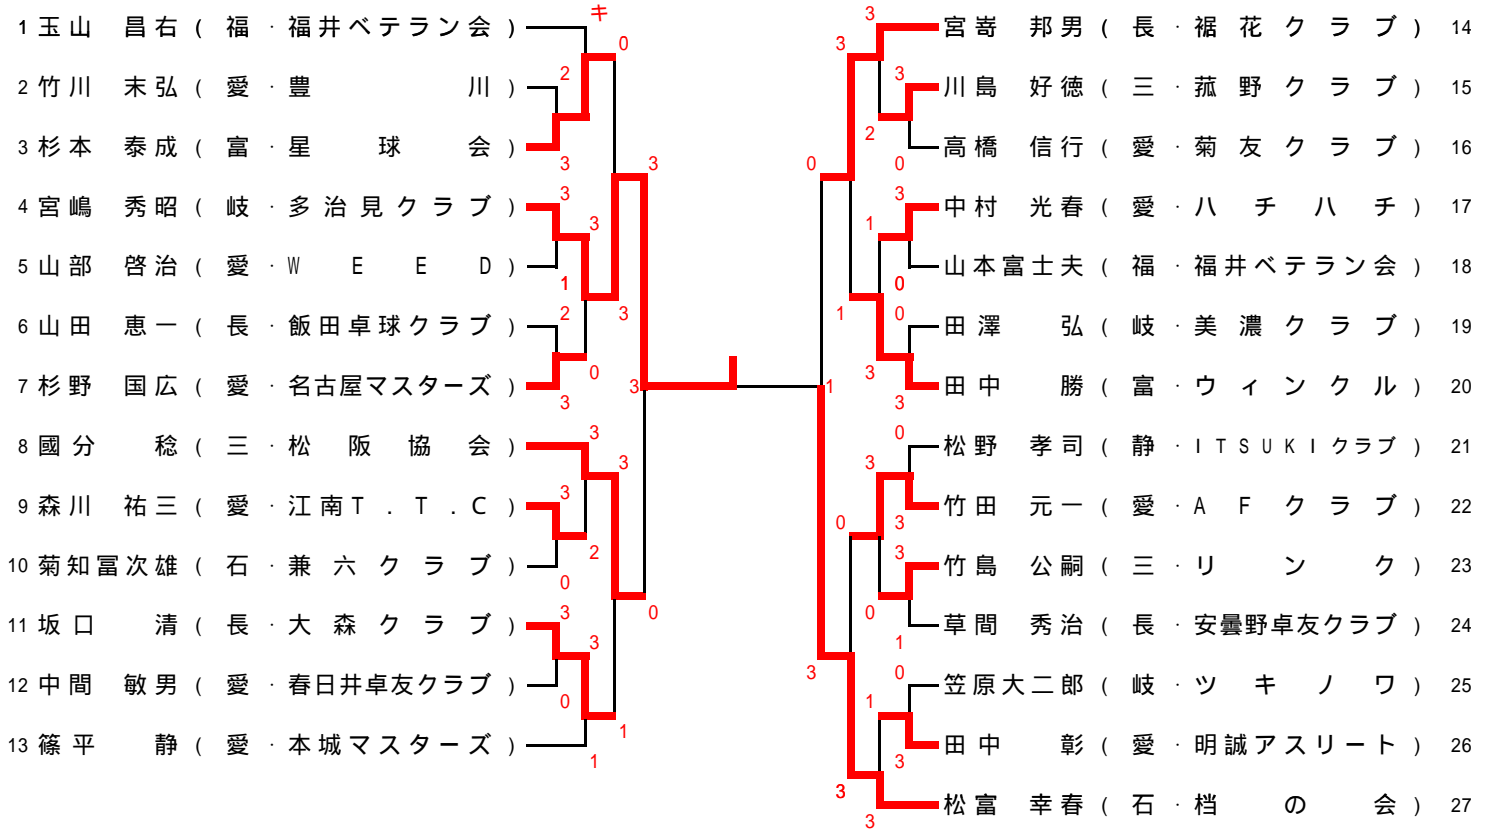 1 玉山 昌右 ( 福 · 福井ベテラン会 )
2 竹川 末弘 ( 愛 · 豊川 )
3 杉本 泰成 ( 富 · 星球会 )
4 宮嶋 秀昭 ( 岐 · 多治見クラブ )
5 山部 啓治 ( 愛 · WEED )
6 山田 恵一 ( 長 · 飯田卓球クラブ )
7 杉野 国広 ( 愛 · 名古屋マスターズ )
8 國分 稔 ( 三 · 松阪協会 )
9 森川 祐三 ( 愛 · 江南T.T.C )
10 菊知冨次雄 ( 石 · 兼六クラブ )
11 坂口 清 ( 長 · 大森クラブ )
12 中間 敏男 ( 愛 · 春日井卓友クラブ )
13 篠平 静 ( 愛 · 本城マスターズ )
キ
0
2
3
3
3
3
1
2
3
0
3
3
3
3
3
2
0
0
3
3
0
1
1
3
3
3
2
0
0
3
1
0
0
1
3
3
1
0
3
3
0
3
0
1
3
0
1
3
3
3
宮嵜 邦男 ( 長 · 裾花クラブ ) 14
川島 好徳 ( 三 · 菰野クラブ ) 15
高橋 信行 ( 愛 · 菊友クラブ ) 16
中村 光春 ( 愛 · ハチハチ ) 17
山本富士夫 ( 福 · 福井ベテラン会 ) 18
田澤 弘 ( 岐 · 美濃クラブ ) 19
田中 勝 ( 富 · ウィンクル ) 20
松野 孝司 ( 静 · ITSUKIクラブ ) 21
竹田 元一 ( 愛 · AFクラブ ) 22
竹島 公嗣 ( 三 · リンク ) 23
草間 秀治 ( 長 · 安曇野卓友クラブ ) 24
笠原大二郎 ( 岐 · ツキノワ ) 25
田中 彰 ( 愛 · 明誠アスリート ) 26
松富 幸春 ( 石 · 档の会 ) 27